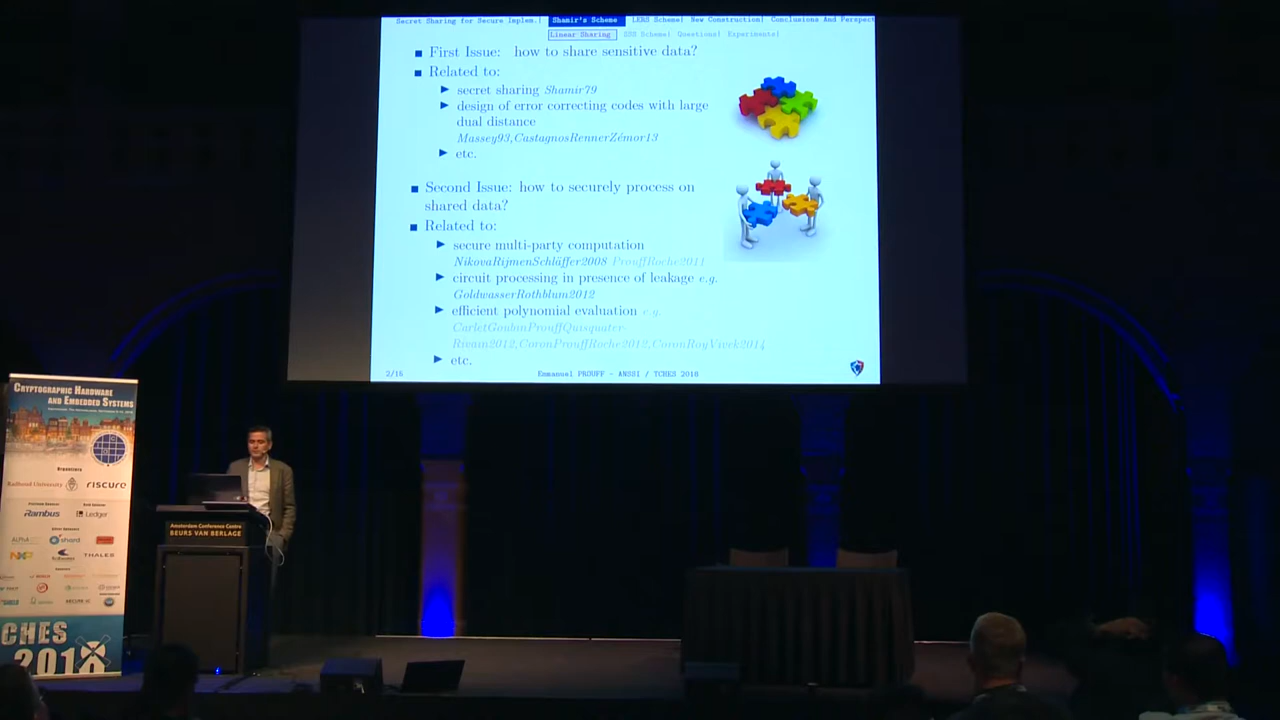 Secret Sharing for Secure Implem.| Shamir's Scheme LERS Scheme| New Construction| Conclusions And Perspect
Linear Sharing SSS Scheme| Questions| Experiments|
First Issue: how to share sensitive data?
Related to:
secret sharing Shamir79
design of error correcting codes with large
dual distance
Massey93,CastagnosRennerZémor13
etc.
Second Issue: how to securely process on
shared data?
Related to:
secure multi-party computation
NikovaRijmenSchläffer2008 ProuffRoche2011
circuit processing in presence of leakage e.g.
GoldwasserRothblum2012
efficient polynomial evaluation e.g.
CarletGoubinProuffQuisquater-
Rivain2012,CoronProuffRoche2012,CoronRoyVivek2014
etc.
2/16 Emmanuel PROUFF - ANSSI / TCHES 2018
Cryptographic Hardware
and Embedded Systems
Organizers
Radboud University riscure
Rambus Ledger
eshard
NXP THALES
CHES
2018
Amsterdam Conference Centre
BEURS VAN BERLAGE